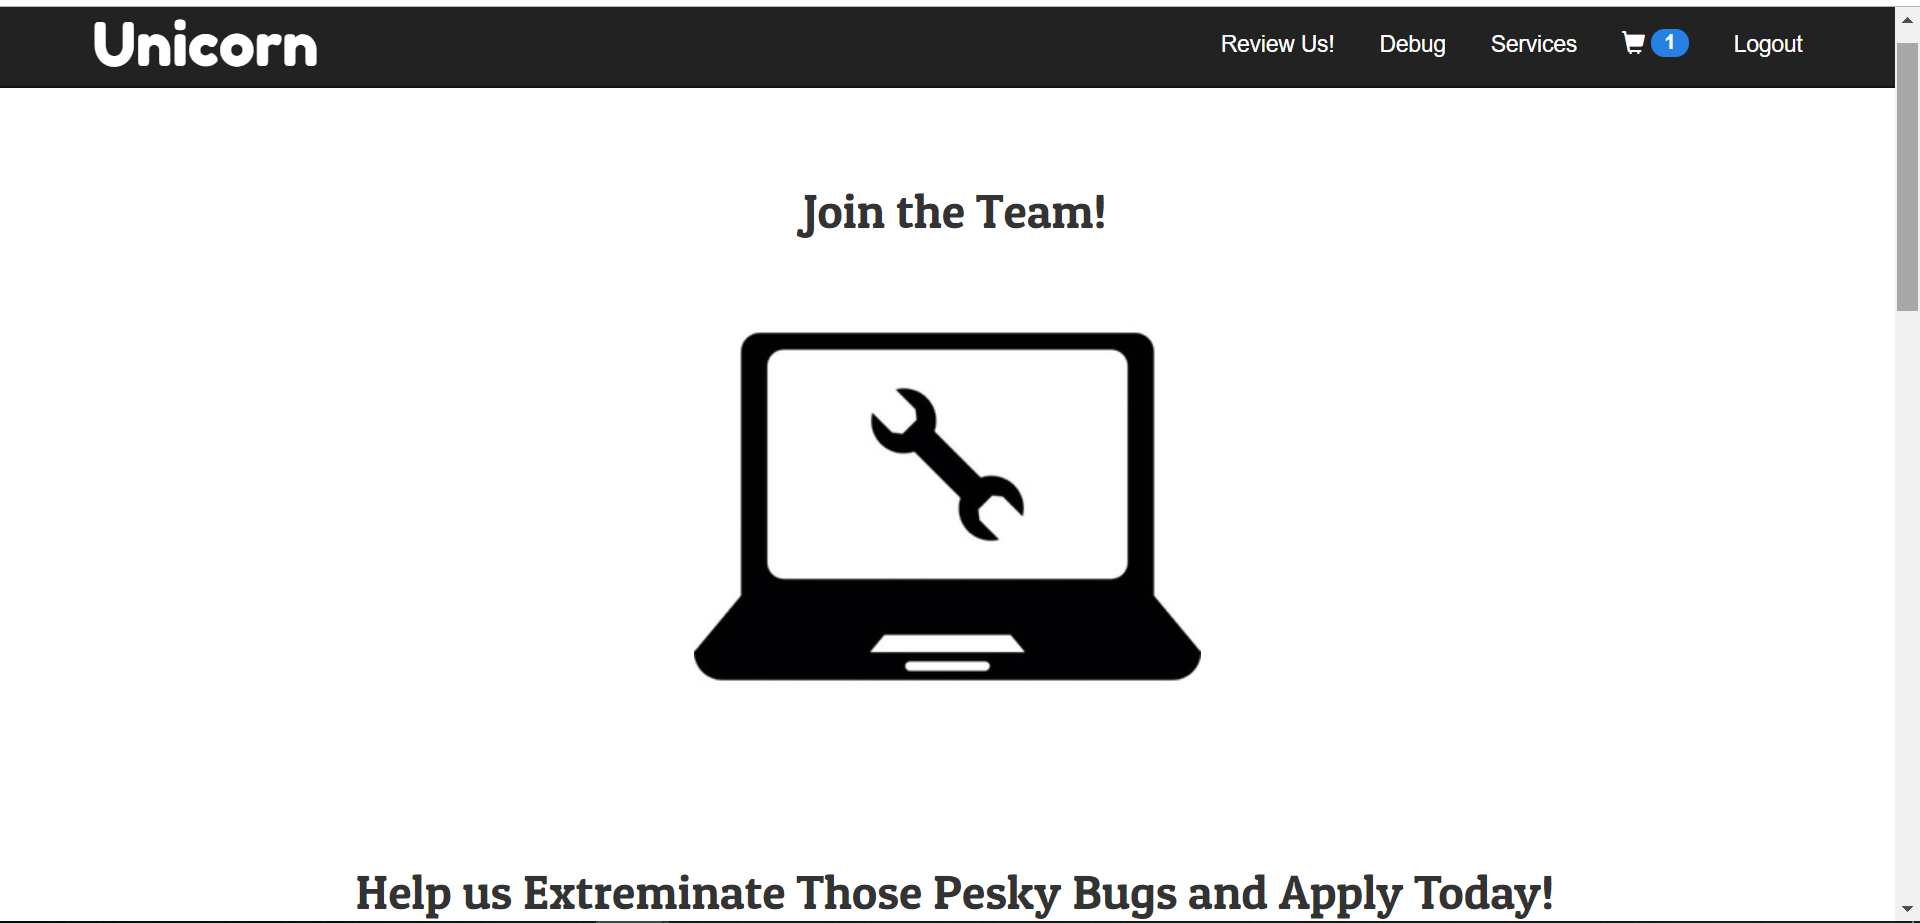 Unicorn Review Us! Debug Services 1 Logout
Join the Team!
Help us Extreminate Those Pesky Bugs and Apply Today!